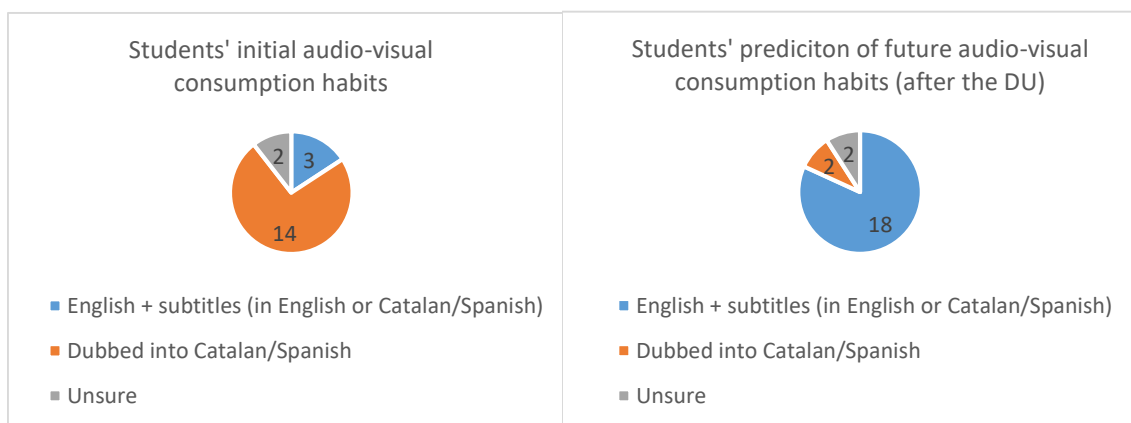 Students' initial audio-visual
consumption habits
2
3
14
English + subtitles (in English or Catalan/Spanish)
Dubbed into Catalan/Spanish
Unsure
Students' prediciton of future audio-visual
consumption habits (after the DU)
2
2
18
English + subtitles (in English or Catalan/Spanish)
Dubbed into Catalan/Spanish
Unsure